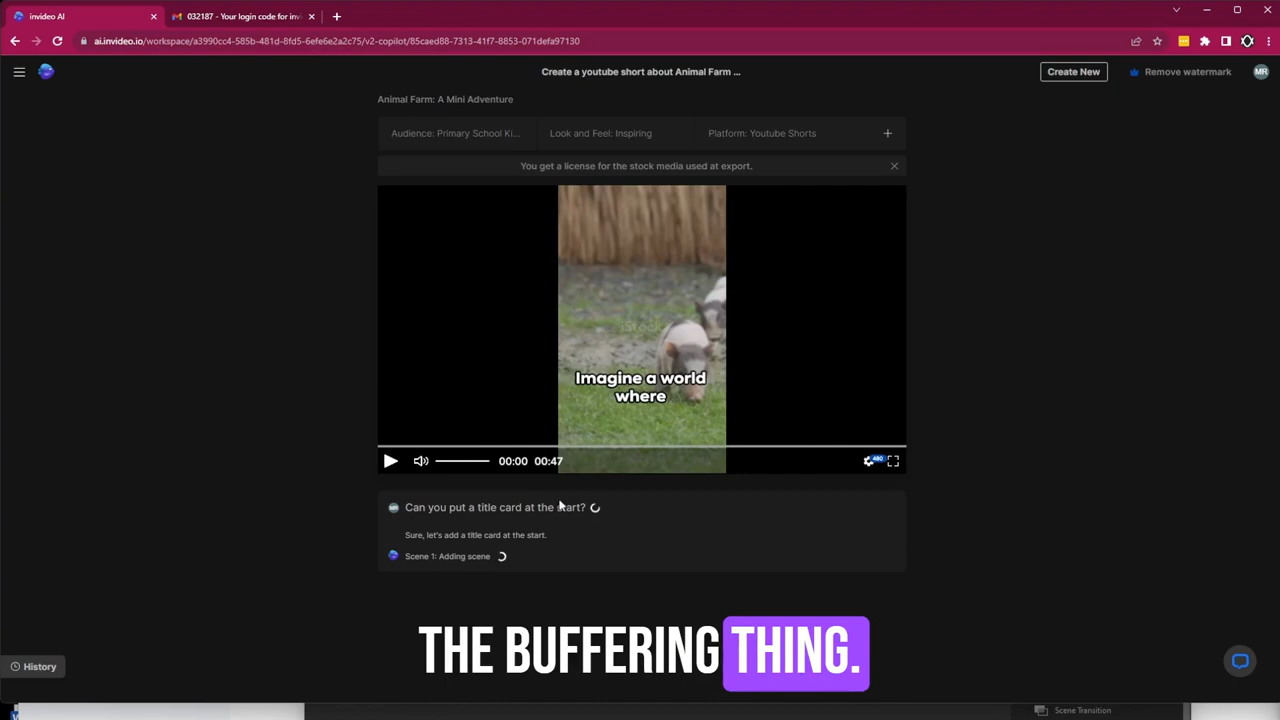 invideo AI
032187 - Your login code for inv
ai.invideo.io/workspace/a3990cc4-585b-481d-8fd5-6efe6e2a2c75/v2-copilot/85caed88-7313-41f7-8853-071defa97130
Create a youtube short about Animal Farm ...
Create New
Remove watermark
MR
Animal Farm: A Mini Adventure
Audience: Primary School Ki...
Look and Feel: Inspiring
Platform: Youtube Shorts
You get a license for the stock media used at export.
iStock
Imagine a world
where
00:00 00:47
480
MR
Can you put a title card at the start?
Sure, let's add a title card at the start.
Scene 1: Adding scene
THE BUFFERING THING.
History
Scene Transition